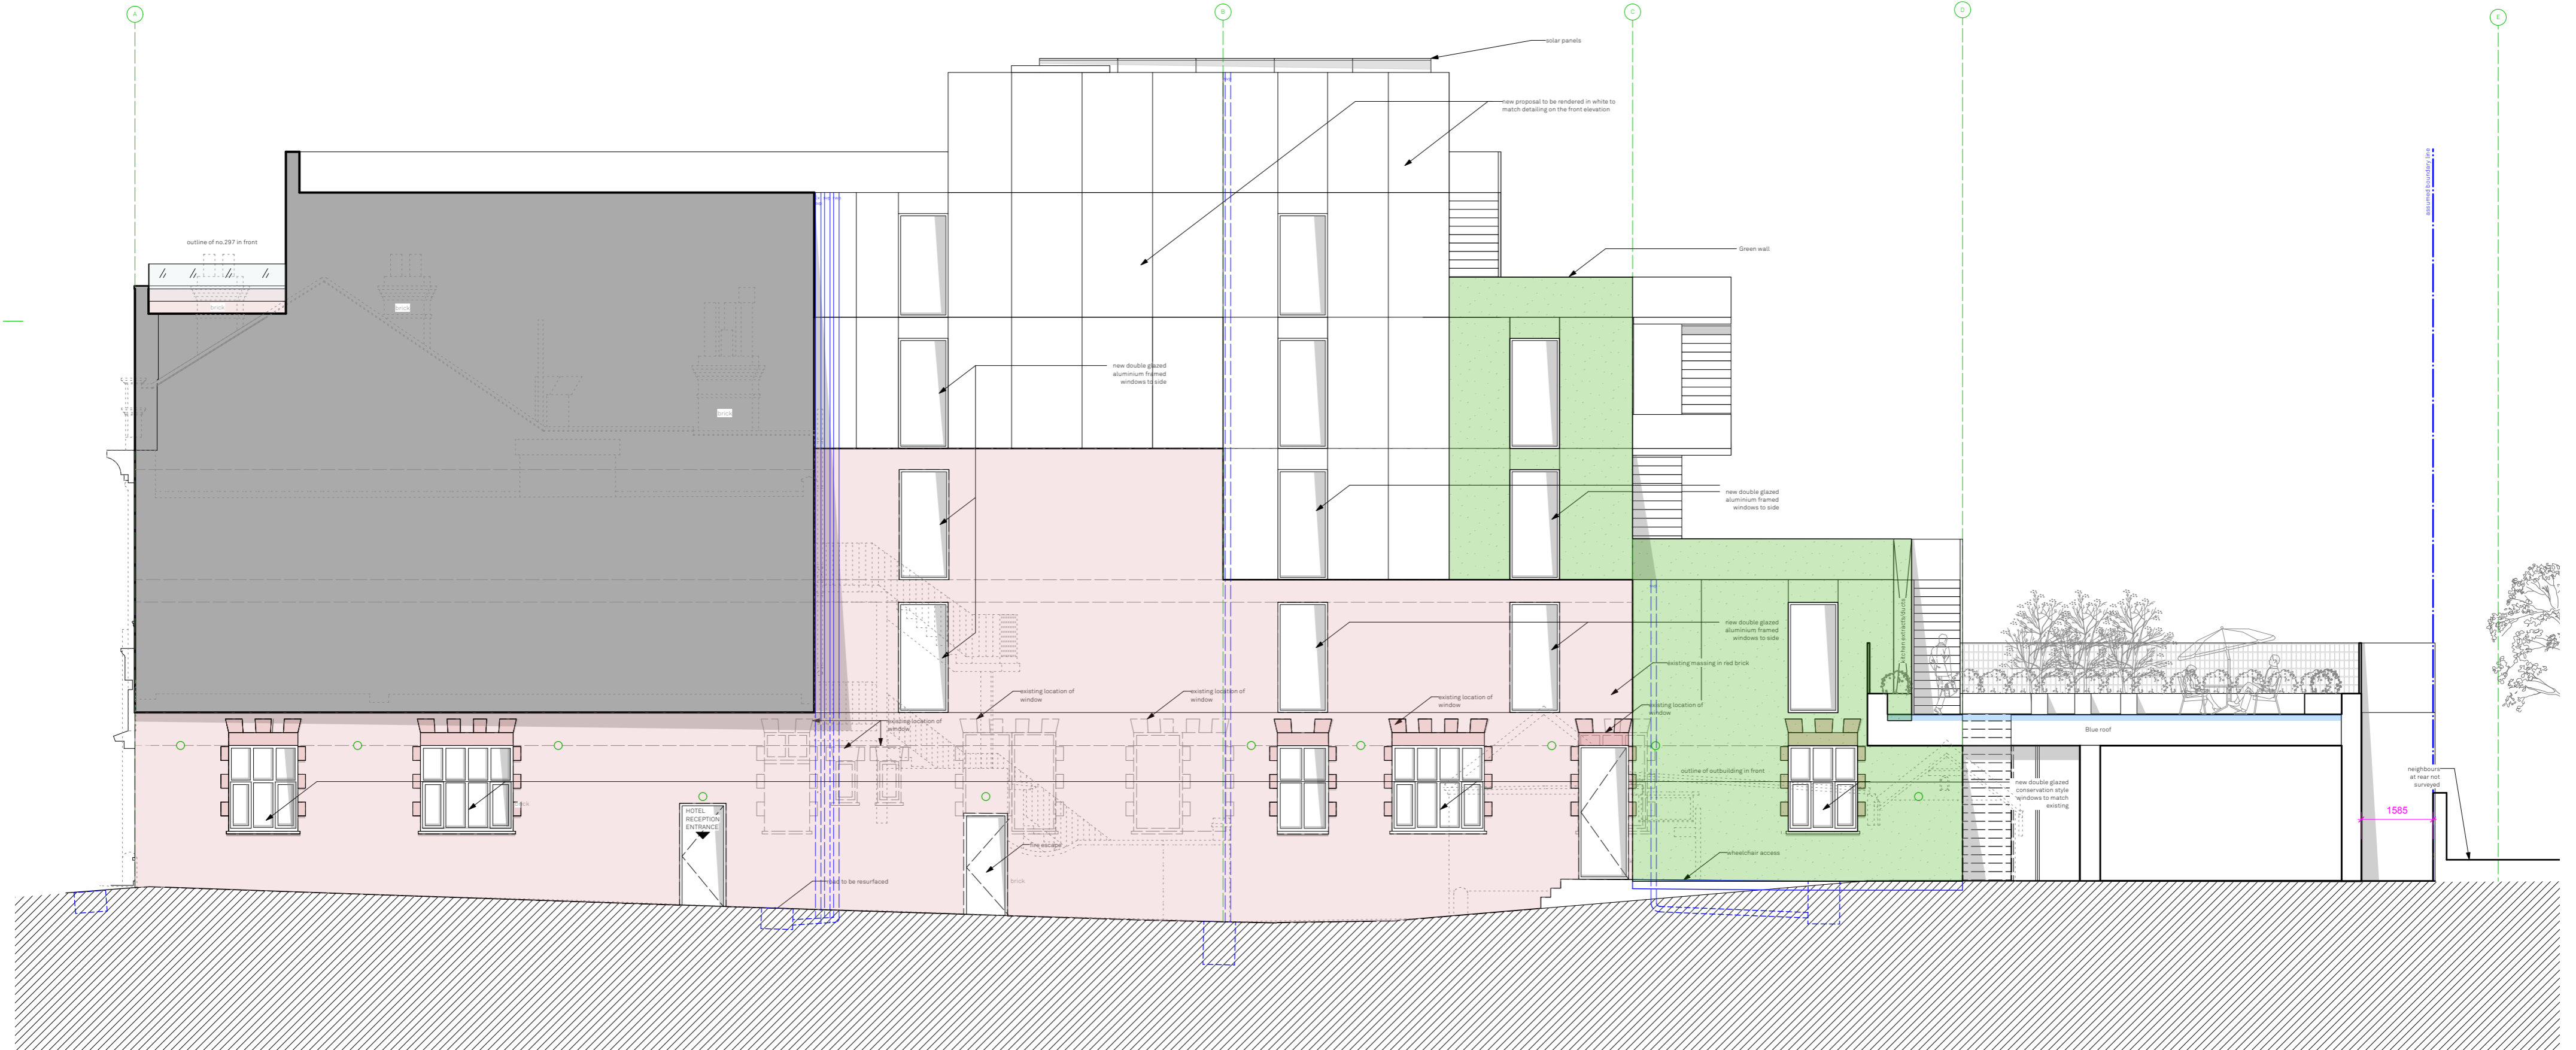 A
B
C
D
E
solar panels
new proposal to be rendered in white to
match detailing on the front elevation
assumed boundary line
outline of no.297 in front
Green wall
brick
brick
new double glazed
aluminium framed
windows to side
brick
new double glazed
aluminium framed
windows to side
new double glazed
aluminium framed
windows to side
kitchen extracts/ducts
existing massing in red brick
existing location of
window
existing location of
window
existing location of
window
existing location of
window
existing location of
window
Blue roof
outline of outbuilding in front
neighbours
at rear not
surveyed
new double glazed
conservation style
windows to match
existing
HOTEL
RECEPTION
ENTRANCE
1585
fire escape
wheelchair access
brick